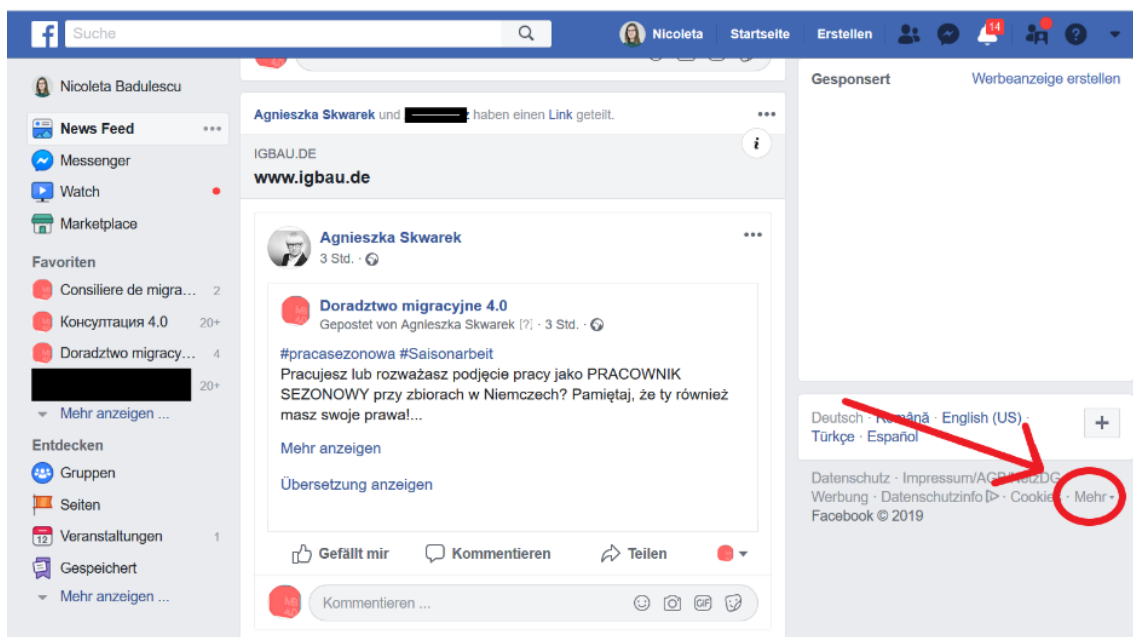 Suche
Nicoleta
Startseite
Erstellen
14
Nicoleta Badulescu
News Feed
Messenger
Watch
Marketplace
Favoriten
Consiliere de migra... 2
Консултация 4.0 20+
Doradztwo migracy... 4
20+
Mehr anzeigen ...
Entdecken
Gruppen
Seiten
12
Veranstaltungen 1
Gespeichert
Mehr anzeigen ...
Agnieszka Skwarek und haben einen Link geteilt.
IGBAU.DE
www.igbau.de
i
Agnieszka Skwarek
3 Std. ·
Doradztwo migracyjne 4.0
Gepostet von Agnieszka Skwarek [?] · 3 Std. ·
#pracasezonowa #Saisonarbeit
Pracujesz lub rozważasz podjęcie pracy jako PRACOWNIK
SEZONOWY przy zbiorach w Niemczech? Pamiętaj, że ty również
masz swoje prawa!...
Mehr anzeigen
Übersetzung anzeigen
Gefällt mir
Kommentieren
Teilen
Kommentieren ...
GIF
Gesponsert
Werbeanzeige erstellen
Deutsch · Română · English (US) ·
Türkçe · Español
Datenschutz · Impressum/AGB/NetzDG
Werbung · Datenschutzinfo · Cookies · Mehr
Facebook © 2019